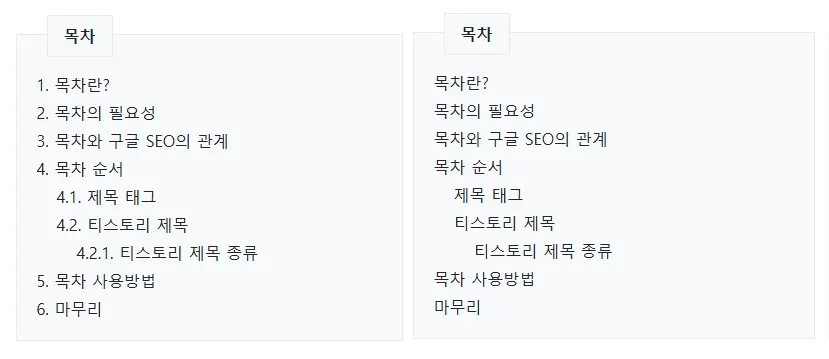 목차
1. 목차란?
2. 목차의 필요성
3. 목차와 구글 SEO의 관계
4. 목차 순서
4.1. 제목 태그
4.2. 티스토리 제목
4.2.1. 티스토리 제목 종류
5. 목차 사용방법
6. 마무리
목차
목차란?
목차의 필요성
목차와 구글 SEO의 관계
목차 순서
제목 태그
티스토리 제목
티스토리 제목 종류
목차 사용방법
마무리